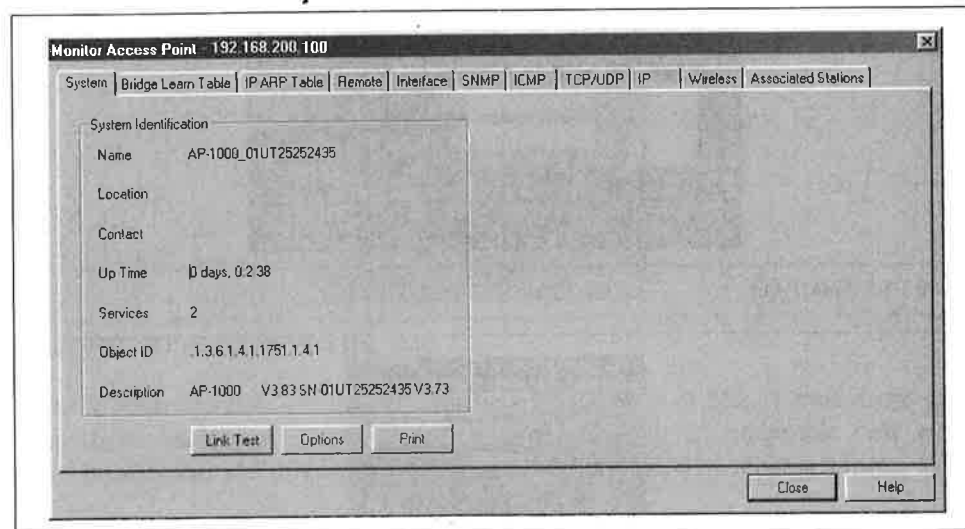 Monitor Access Point - 192.168.200.100
System Bridge Learn Table IP ARP Table Remote Interface SNMP ICMP TCP/UDP IP Wireless Associated Stations
System Identification
Name AP-1000_01UT25252435
Location
Contact
Up Time 0 days, 0:2:38
Services 2
Object ID .1.3.6.1.4.1.1751.1.4.1
Description AP-1000 V3.83 SN-01UT25252435 V3.73
Link Test Options Print
Close Help